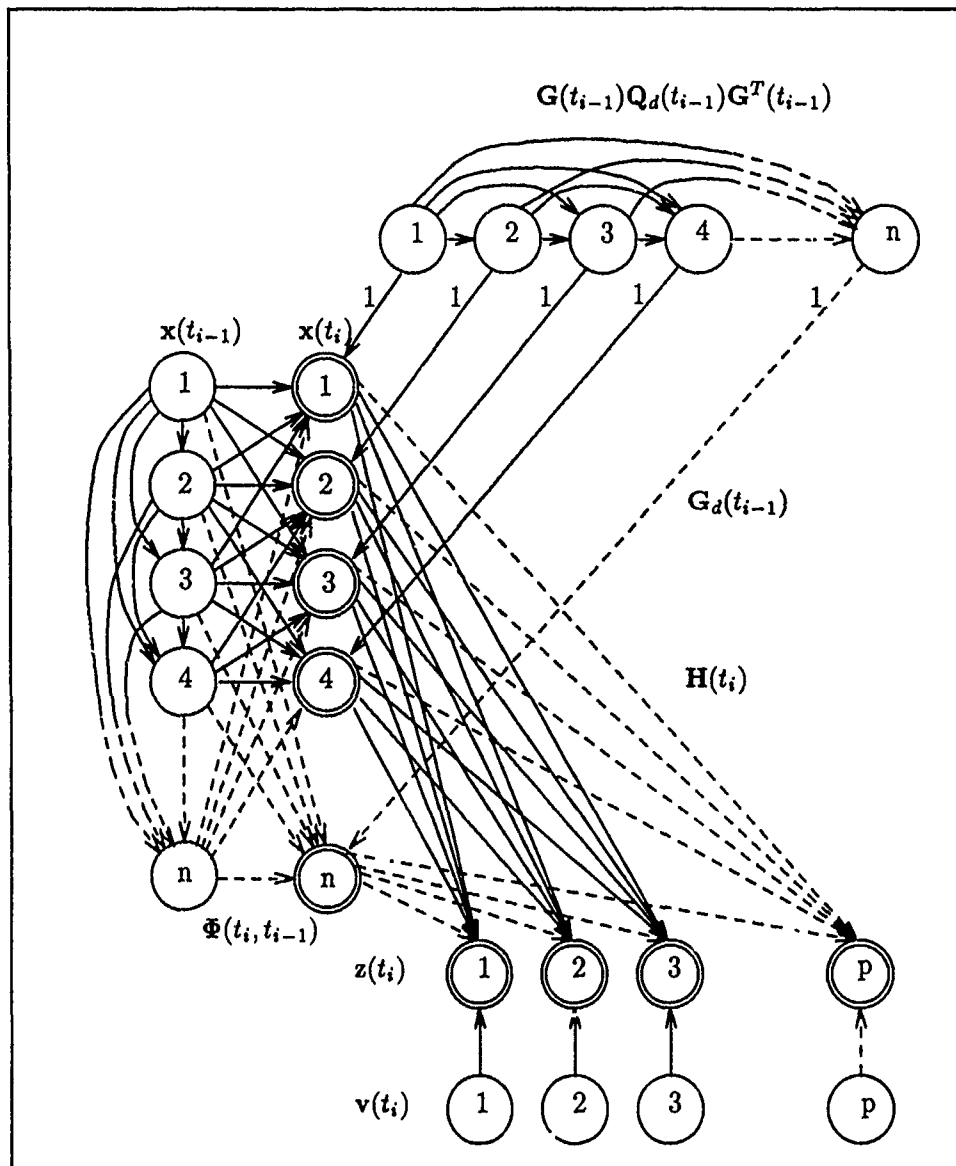 G(t_{i-1})Q_d(t_{i-1})G^T(t_{i-1})
1 2 3 4 n
1 1 1 1 1
x(t_{i-1}) x(t_i)
1 1
2 2
G_d(t_{i-1})
3 3
4 4
H(t_i)
n n
Φ(t_i, t_{i-1})
z(t_i) 1 2 3 p
v(t_i) 1 2 3 p